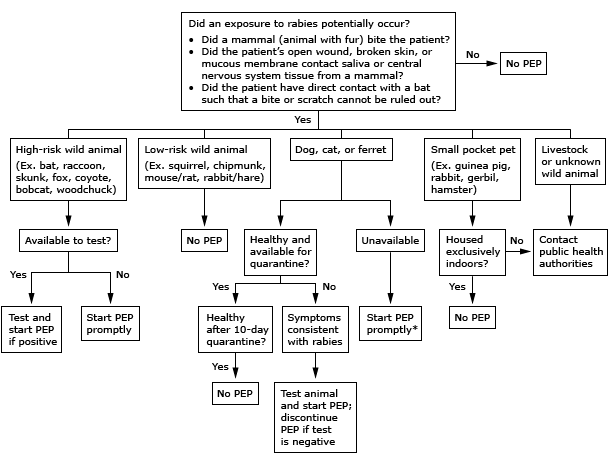 Did an exposure to rabies potentially occur?
• Did a mammal (animal with fur) bite the patient?
• Did the patient's open wound, broken skin, or
mucous membrane contact saliva or central
nervous system tissue from a mammal?
• Did the patient have direct contact with a bat
such that a bite or scratch cannot be ruled out?
No
No PEP
Yes
High-risk wild animal
(Ex. bat, raccoon,
skunk, fox, coyote,
bobcat, woodchuck)
Low-risk wild animal
(Ex. squirrel, chipmunk,
mouse/rat, rabbit/hare)
Dog, cat, or ferret
Small pocket pet
(Ex. guinea pig,
rabbit, gerbil,
hamster)
Livestock
or unknown
wild animal
Available to test?
No PEP
Healthy and
available for
quarantine?
Unavailable
Housed
exclusively
indoors?
No
Contact
public health
authorities
Yes
No
Yes
No
Yes
Test and
start PEP
if positive
Start PEP
promptly
Healthy
after 10-day
quarantine?
Symptoms
consistent
with rabies
Start PEP
promptly*
No PEP
Yes
No PEP
Test animal
and start PEP;
discontinue
PEP if test
is negative